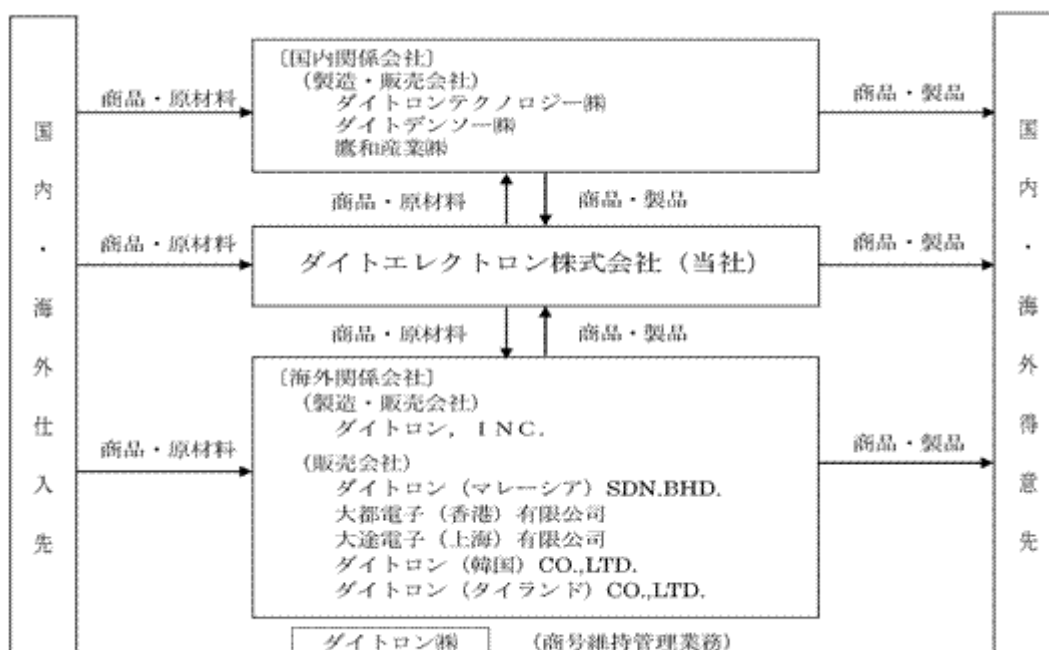 国内・海外仕入先
商品・原材料
〔国内関係会社〕
(製造・販売会社)
ダイトロンテクノロジー㈱
ダイトデンソー㈱
鷹和産業㈱
商品・製品
商品・原材料
商品・製品
商品・原材料
ダイトエレクトロン株式会社（当社）
商品・製品
商品・原材料
商品・製品
商品・原材料
〔海外関係会社〕
(製造・販売会社)
ダイトロン，ＩＮＣ．
(販売会社)
ダイトロン（マレーシア）SDN.BHD.
大都電子（香港）有限公司
大途電子（上海）有限公司
ダイトロン（韓国）CO.,LTD.
ダイトロン（タイランド）CO.,LTD.
商品・製品
国内・海外得意先
ダイトロン㈱ (商号維持管理業務)